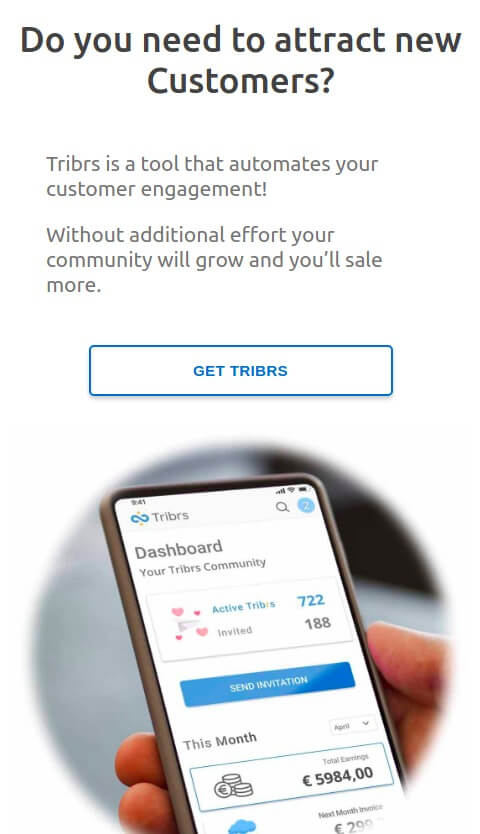 Do you need to attract new
Customers?
Tribrs is a tool that automates your
customer engagement!
Without additional effort your
community will grow and you’ll sale
more.
GET TRIBRS
9:41
Tribrs
2
Dashboard
Your Tribrs Community
Active Tribrs 722
Invited 188
SEND INVITATION
This Month April
Total Earnings
€ 5984,00
Next Month Invoice
€ 299